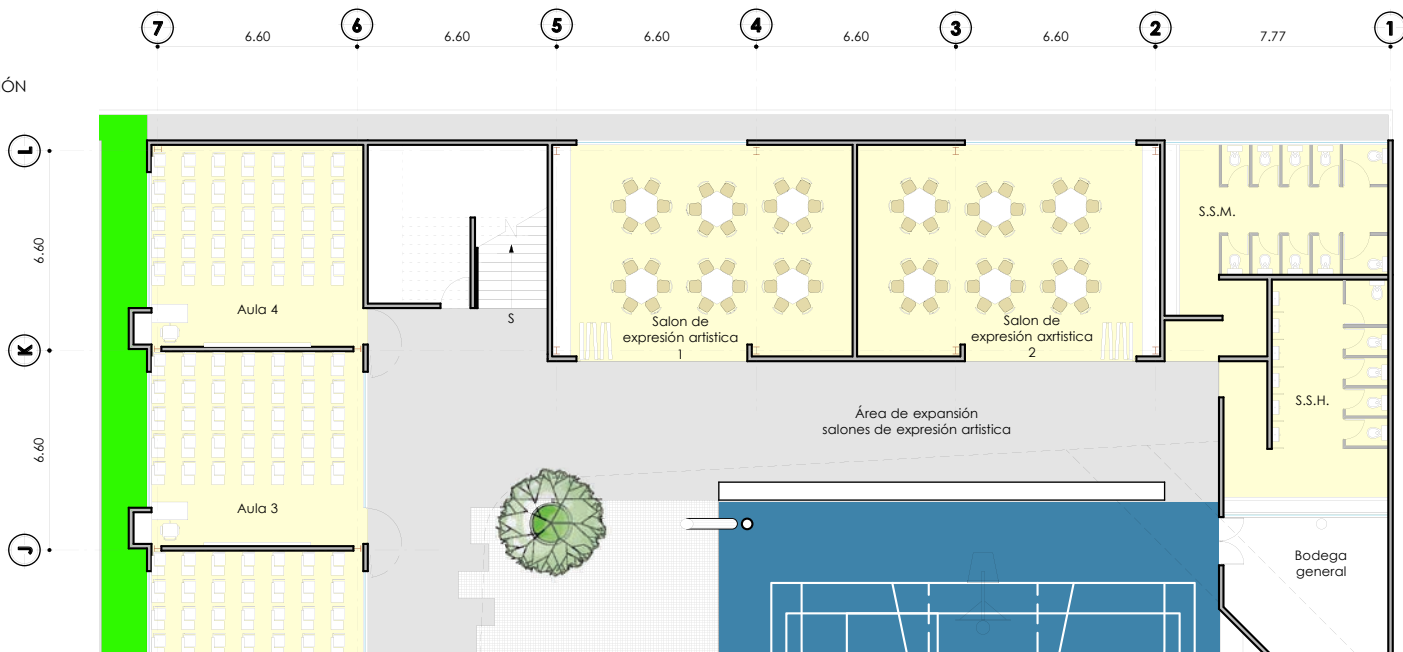 7
6
5
4
3
2
1
6.60
6.60
6.60
6.60
6.60
7.77
ÓN
L
6.60
K
6.60
J
Aula 4
S
Salon de
expresión artistica
1
Salon de
expresión axrtistica
2
S.S.M.
S.S.H.
Área de expansión
salones de expresión artistica
Aula 3
Bodega
general